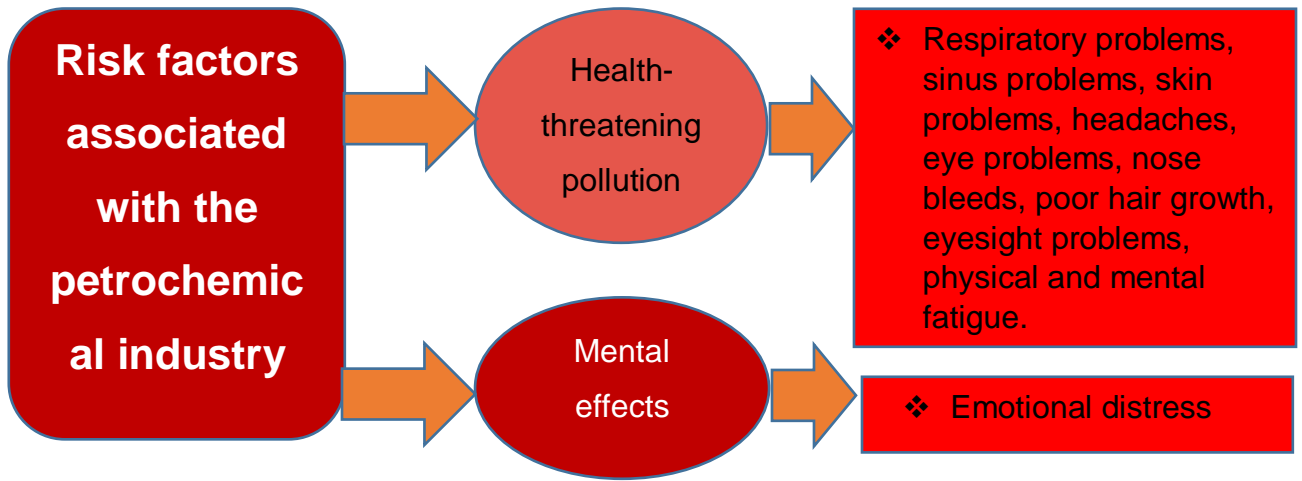 Risk factors
associated
with the
petrochemic
al industry
Health-
threatening
pollution
❖ Respiratory problems,
sinus problems, skin
problems, headaches,
eye problems, nose
bleeds, poor hair growth,
eyesight problems,
physical and mental
fatigue.
Mental
effects
❖ Emotional distress